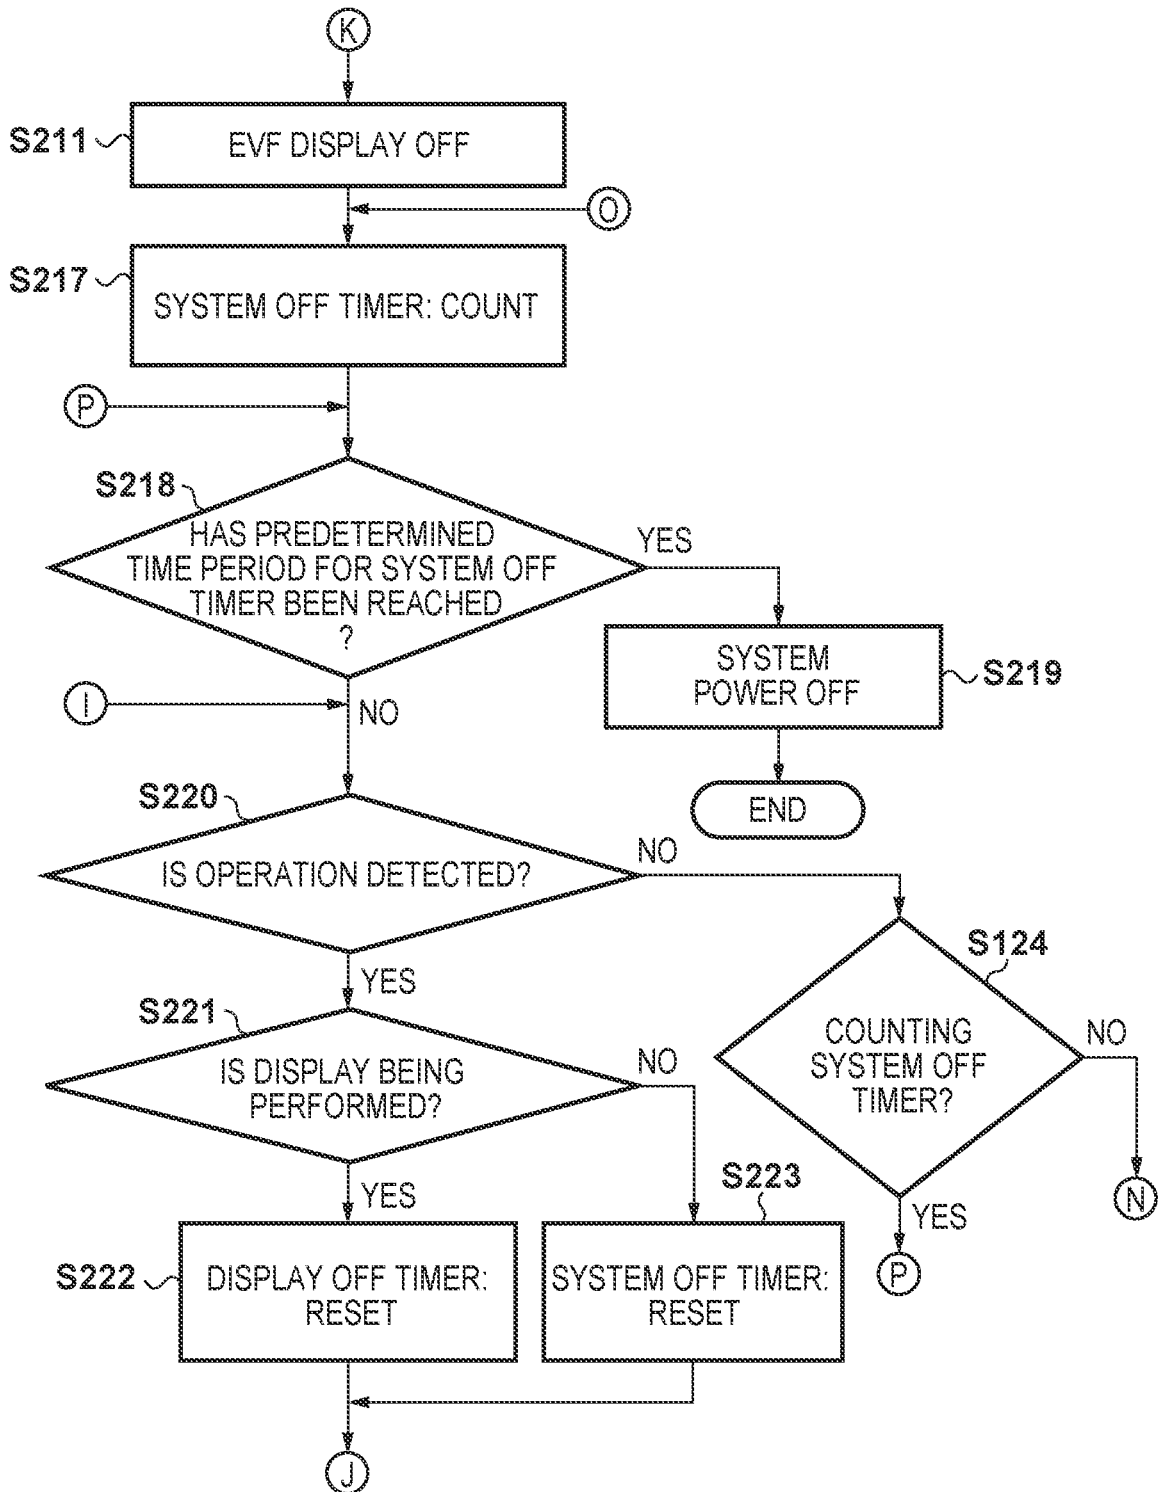 K
S211
EVF DISPLAY OFF
O
S217
SYSTEM OFF TIMER: COUNT
P
S218
HAS PREDETERMINED
TIME PERIOD FOR SYSTEM OFF
TIMER BEEN REACHED
?
YES
SYSTEM
POWER OFF
S219
I
NO
END
S220
IS OPERATION DETECTED?
NO
YES
S124
COUNTING
SYSTEM OFF
TIMER?
NO
S221
IS DISPLAY BEING
PERFORMED?
NO
YES
S223
N
YES
P
S222
DISPLAY OFF TIMER:
RESET
SYSTEM OFF TIMER:
RESET
J